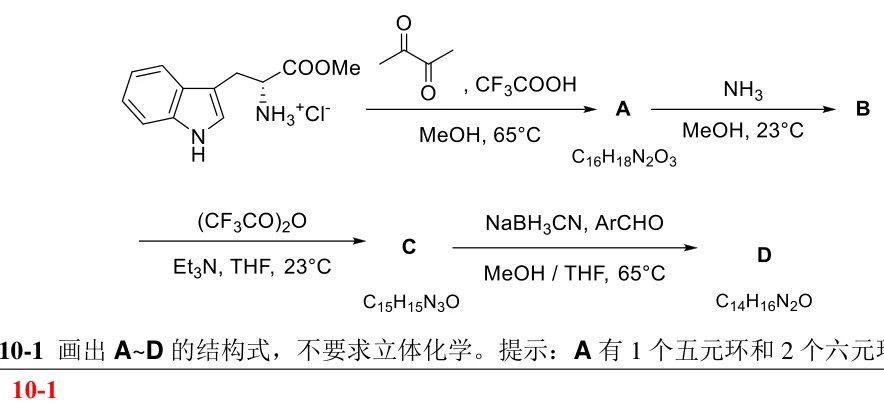 O
O
COOMe
NH₃⁺Cl⁻
N
H
, CF₃COOH
MeOH, 65°C
A
C₁₆H₁₈N₂O₃
NH₃
MeOH, 23°C
B
(CF₃CO)₂O
Et₃N, THF, 23°C
C
C₁₅H₁₅N₃O
NaBH₃CN, ArCHO
MeOH / THF, 65°C
D
C₁₄H₁₆N₂O
10-1 画出 A~D 的结构式，不要求立体化学。提示：A 有 1 个五元环和 2 个六元环
10-1